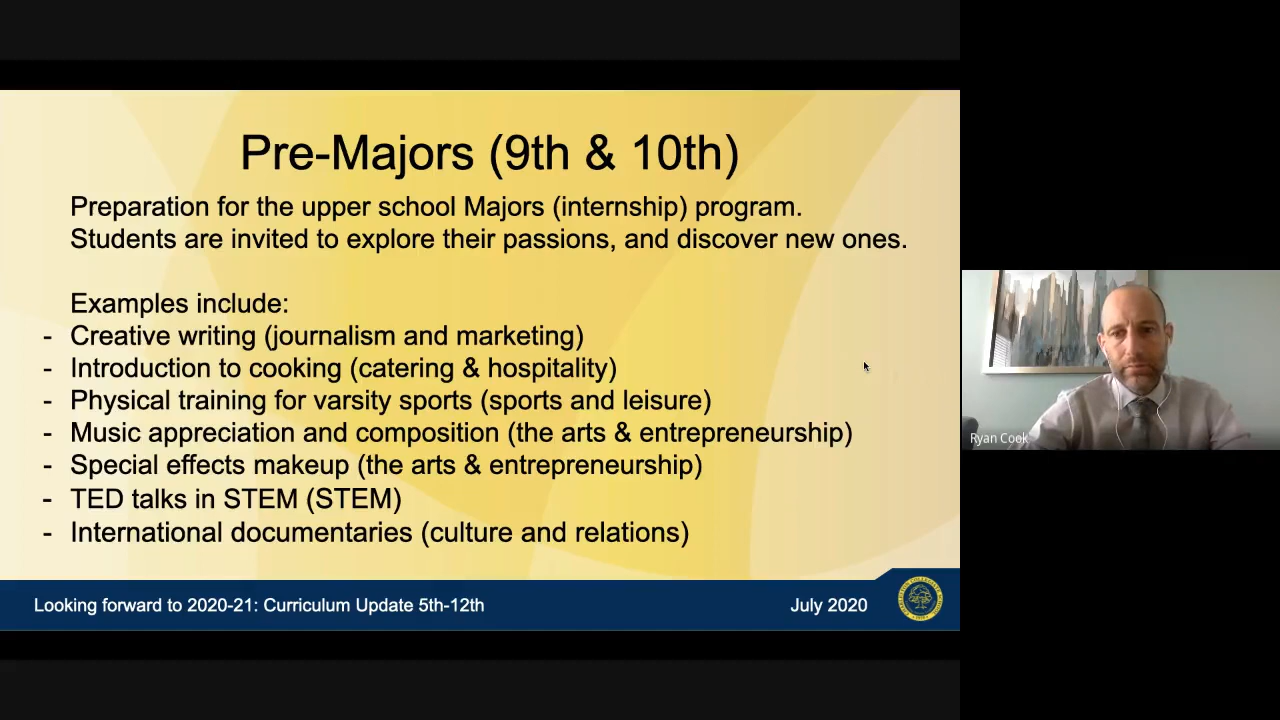 Pre-Majors (9th & 10th)
Preparation for the upper school Majors (internship) program.
Students are invited to explore their passions, and discover new ones.
Examples include:
- Creative writing (journalism and marketing)
- Introduction to cooking (catering & hospitality)
- Physical training for varsity sports (sports and leisure)
- Music appreciation and composition (the arts & entrepreneurship)
- Special effects makeup (the arts & entrepreneurship)
- TED talks in STEM (STEM)
- International documentaries (culture and relations)
Looking forward to 2020-21: Curriculum Update 5th-12th
July 2020
Ryan Cook